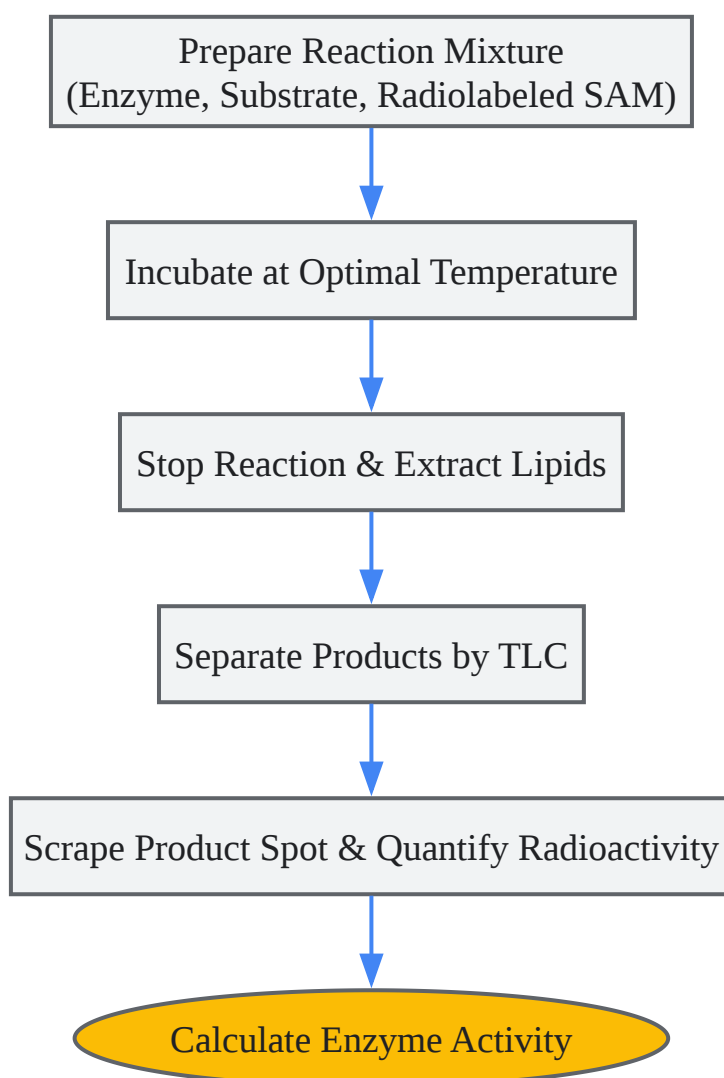 Prepare Reaction Mixture
(Enzyme, Substrate, Radiolabeled SAM)
Incubate at Optimal Temperature
Stop Reaction & Extract Lipids
Separate Products by TLC
Scrape Product Spot & Quantify Radioactivity
Calculate Enzyme Activity